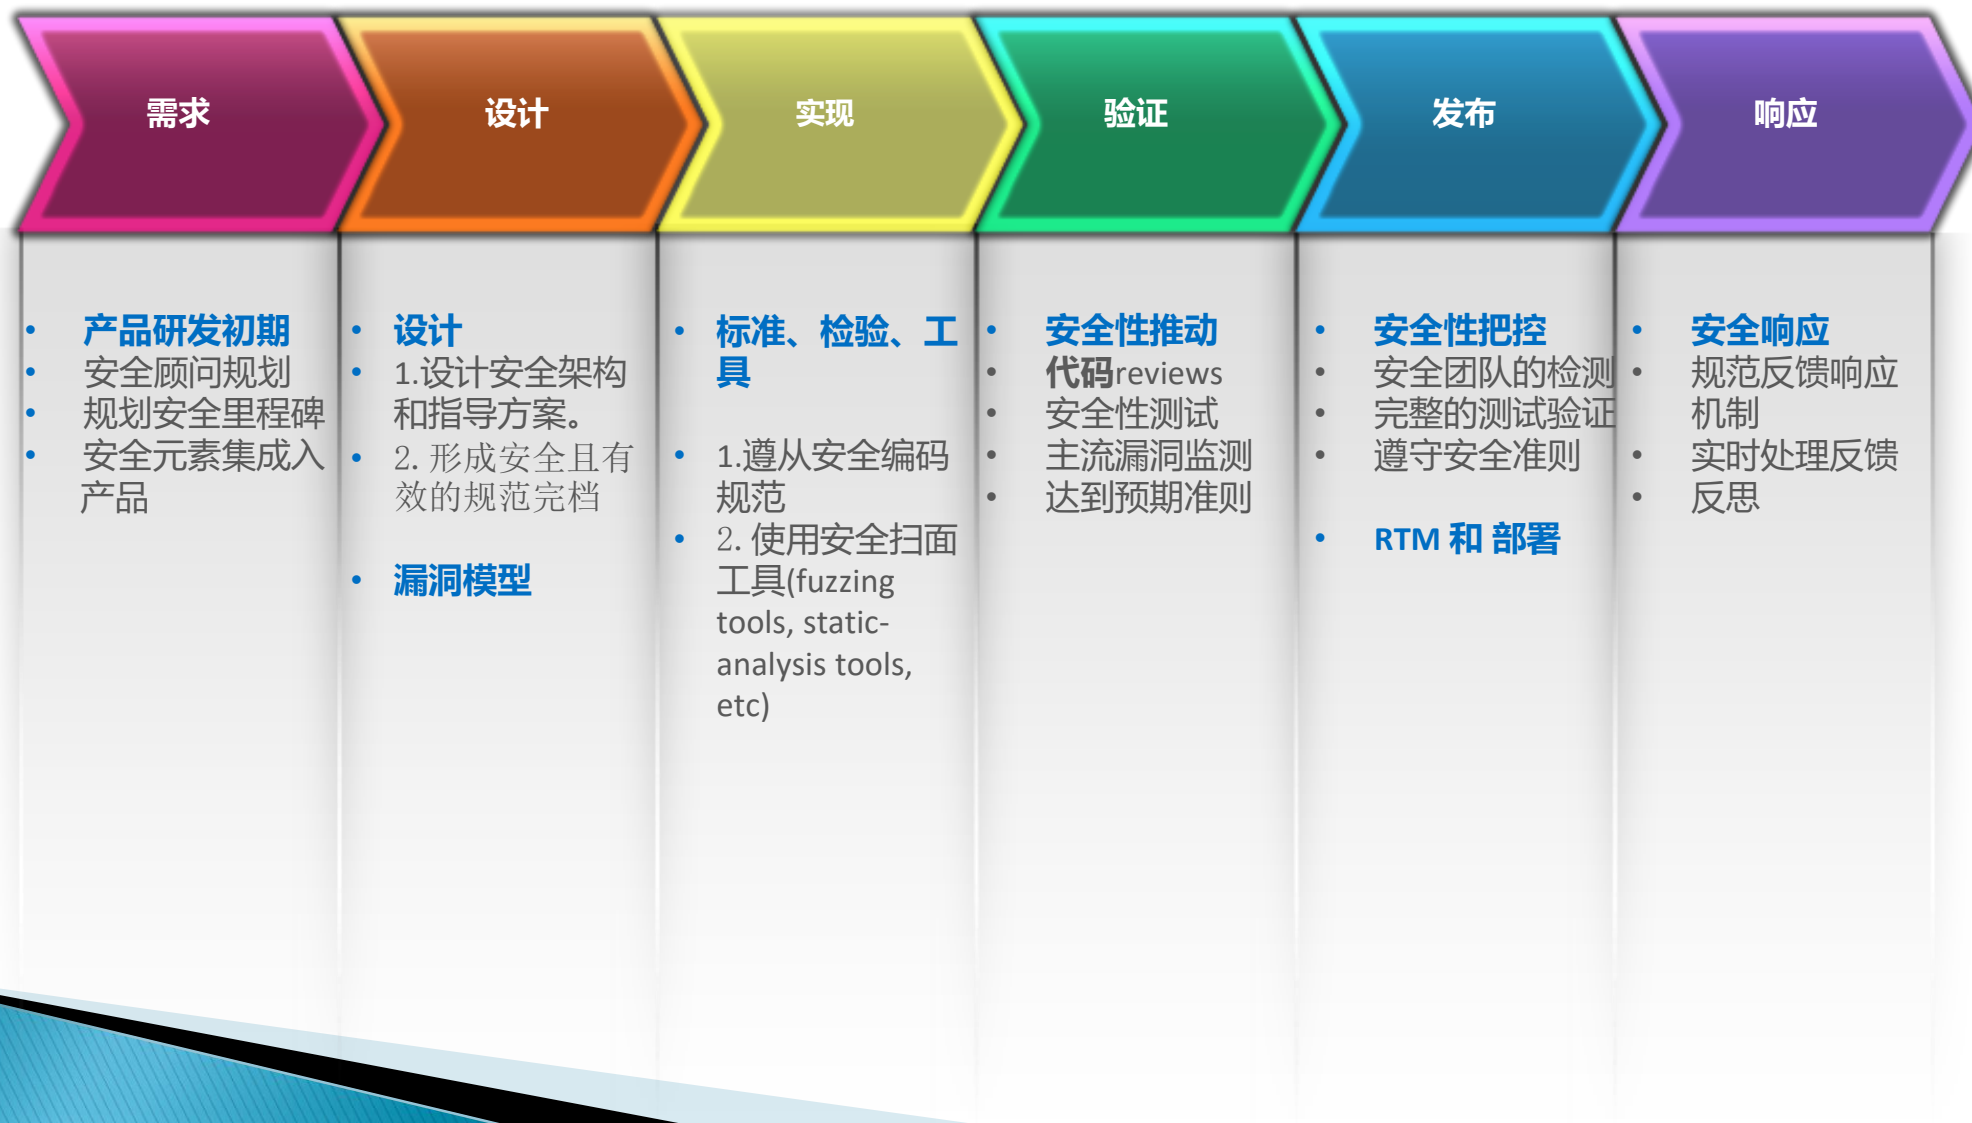 需求
设计
实现
验证
发布
响应
• 产品研发初期
• 安全顾问规划
• 规划安全里程碑
• 安全元素集成入
产品
• 设计
• 1.设计安全架构
和指导方案。
• 2. 形成安全且有
效的规范完档
• 漏洞模型
• 标准、检验、工
具
• 1.遵从安全编码
规范
• 2. 使用安全扫面
工具(fuzzing
tools, static-
analysis tools,
etc)
• 安全性推动
• 代码reviews
• 安全性测试
• 主流漏洞监测
• 达到预期准则
• 安全性把控
• 安全团队的检测
• 完整的测试验证
• 遵守安全准则
• RTM 和 部署
• 安全响应
• 规范反馈响应
机制
• 实时处理反馈
• 反思